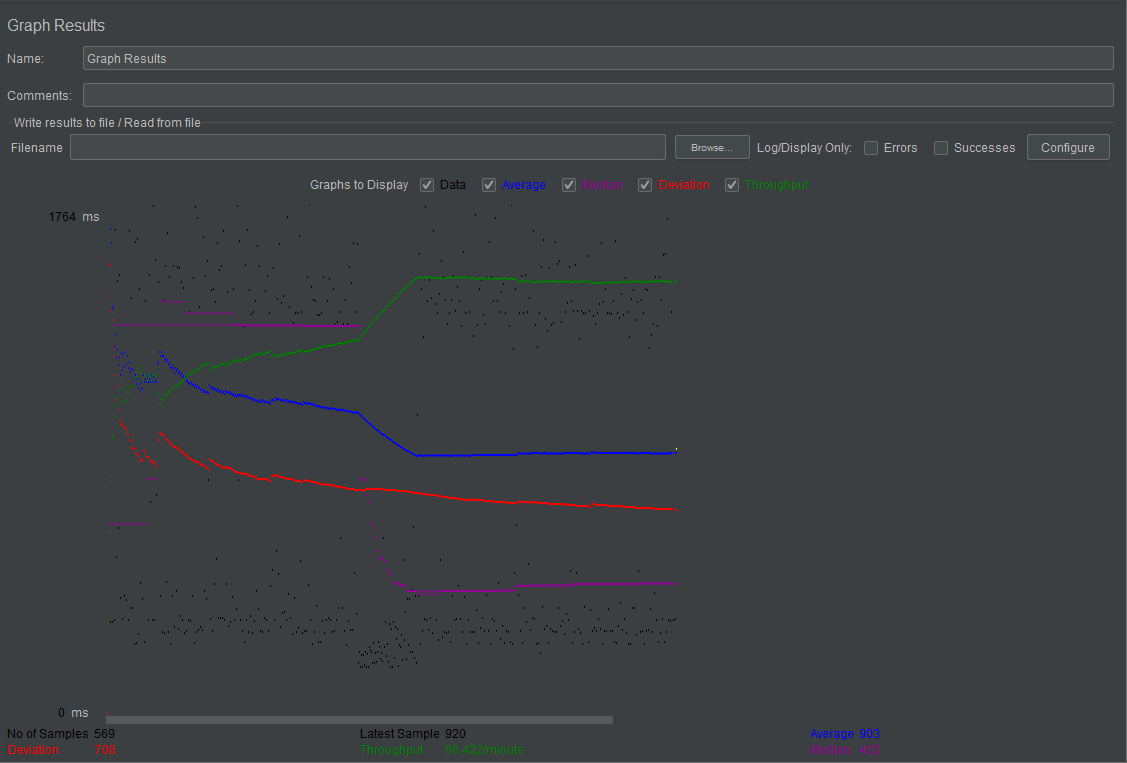 Graph Results
Name: Graph Results
Comments:
Write results to file / Read from file
Filename Browse... Log/Display Only: Errors Successes Configure
Graphs to Display Data Average Median Deviation Throughput
1764 ms
0 ms
No of Samples 569 Latest Sample 920 Average 903
Deviation 708 Throughput 66.422/minute Median